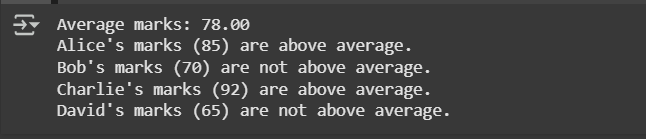 Average marks: 78.00
Alice's marks (85) are above average.
Bob's marks (70) are not above average.
Charlie's marks (92) are above average.
David's marks (65) are not above average.